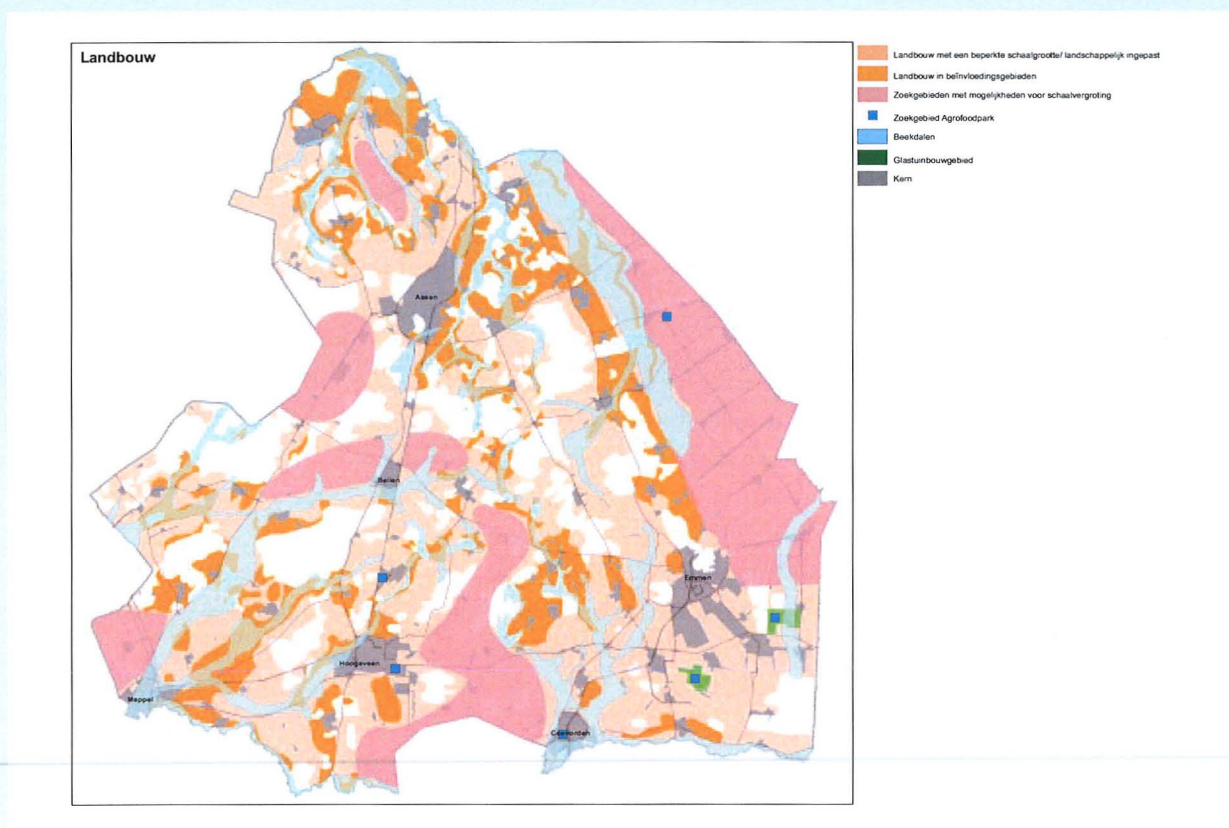 Landbouw
Landbouw met een beperkte schaalgrootte/ landschappelijk ingepast
Landbouw in beïnvloedingsgebieden
Zoekgebieden met mogelijkheden voor schaalvergroting
Zoekgebied Agrofoodpark
Beekdalen
Glastuinbouwgebied
Kern
Assen
Beilen
Emmen
Hoogeveen
Meppel
Coevorden